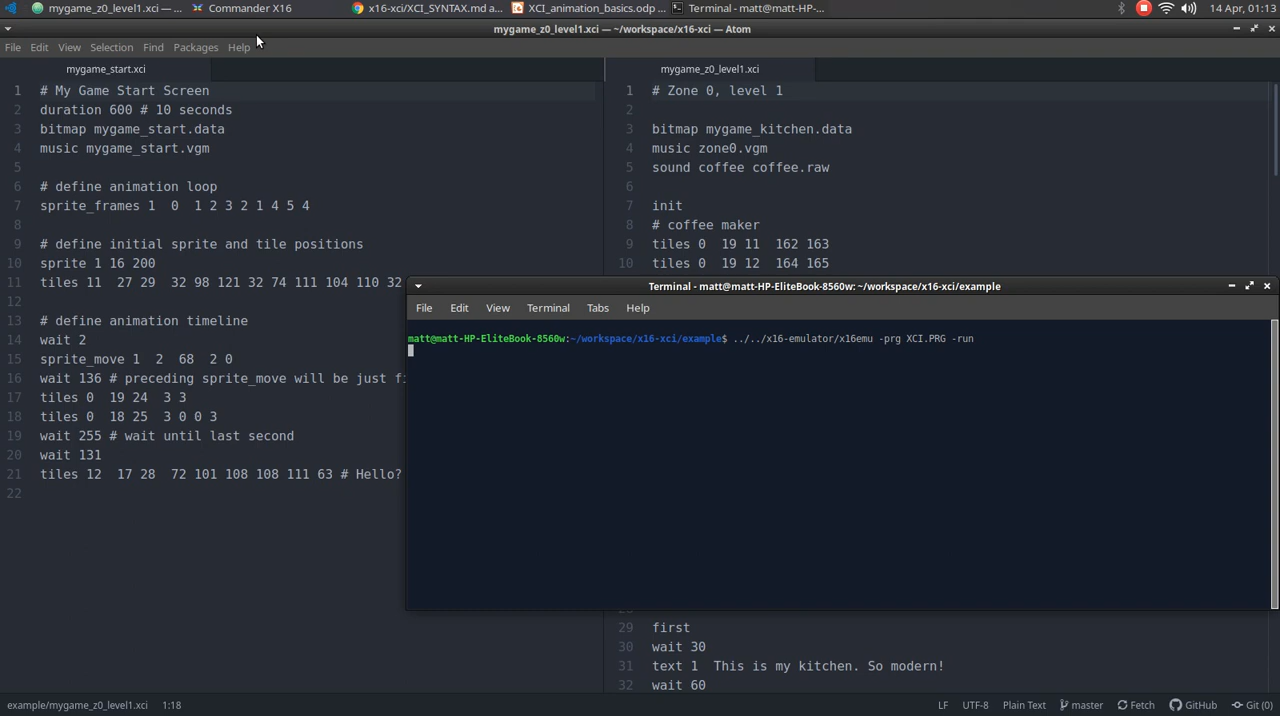 mygame_z0_level1.xci — ...
Commander X16
x16-xci/XCI_SYNTAX.md a...
XCI_animation_basics.odp ...
Terminal - matt@matt-HP-...
14 Apr, 01:13
mygame_z0_level1.xci — ~/workspace/x16-xci — Atom
File Edit View Selection Find Packages Help
mygame_start.xci
1 # My Game Start Screen
2 duration 600 # 10 seconds
3 bitmap mygame_start.data
4 music mygame_start.vgm
5
6 # define animation loop
7 sprite_frames 1  0  1 2 3 2 1 4 5 4
8
9 # define initial sprite and tile positions
10 sprite 1 16 200
11 tiles 11  27 29  32 98 121 32 74 111 104 110 32
12
13 # define animation timeline
14 wait 2
15 sprite_move 1  2  68  2 0
16 wait 136 # preceding sprite_move will be just fi
17 tiles 0  19 24  3 3
18 tiles 0  18 25  3 0 0 3
19 wait 255 # wait until last second
20 wait 131
21 tiles 12  17 28  72 101 108 108 111 63 # Hello?
22
mygame_z0_level1.xci
1 # Zone 0, level 1
2
3 bitmap mygame_kitchen.data
4 music zone0.vgm
5 sound coffee coffee.raw
6
7 init
8 # coffee maker
9 tiles 0  19 11  162 163
10 tiles 0  19 12  164 165
Terminal - matt@matt-HP-EliteBook-8560w: ~/workspace/x16-xci/example
File Edit View Terminal Tabs Help
matt@matt-HP-EliteBook-8560w:~/workspace/x16-xci/example$ ../../x16-emulator/x16emu -prg XCI.PRG -run
29 first
30 wait 30
31 text 1  This is my kitchen. So modern!
32 wait 60
example/mygame_z0_level1.xci 1:18
LF UTF-8 Plain Text master Fetch GitHub Git (0)